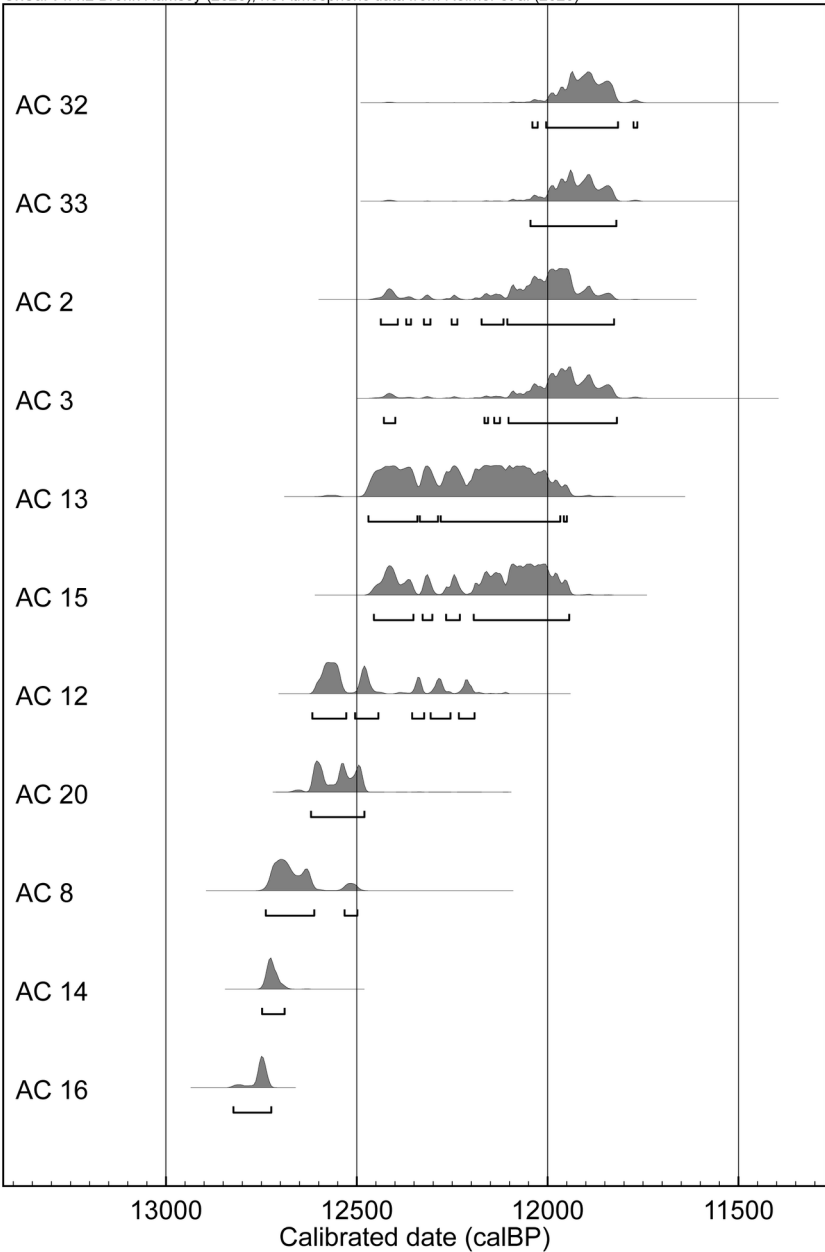 AC 32
AC 33
AC 2
AC 3
AC 13
AC 15
AC 12
AC 20
AC 8
AC 14
AC 16
13000 12500 12000 11500
Calibrated date (calBP)